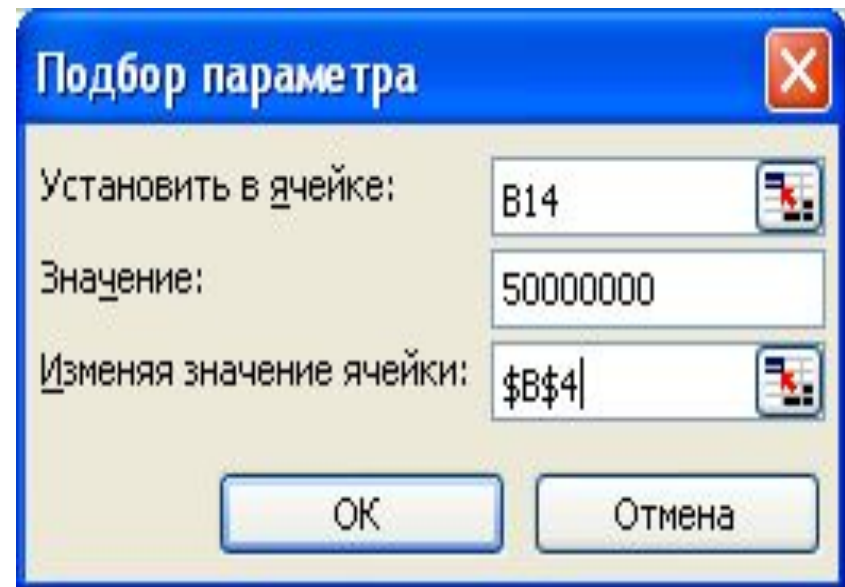 Подбор параметра
Установить в ячейке: B14
Значение: 50000000
Изменяя значение ячейки: $B$4
ОК Отмена